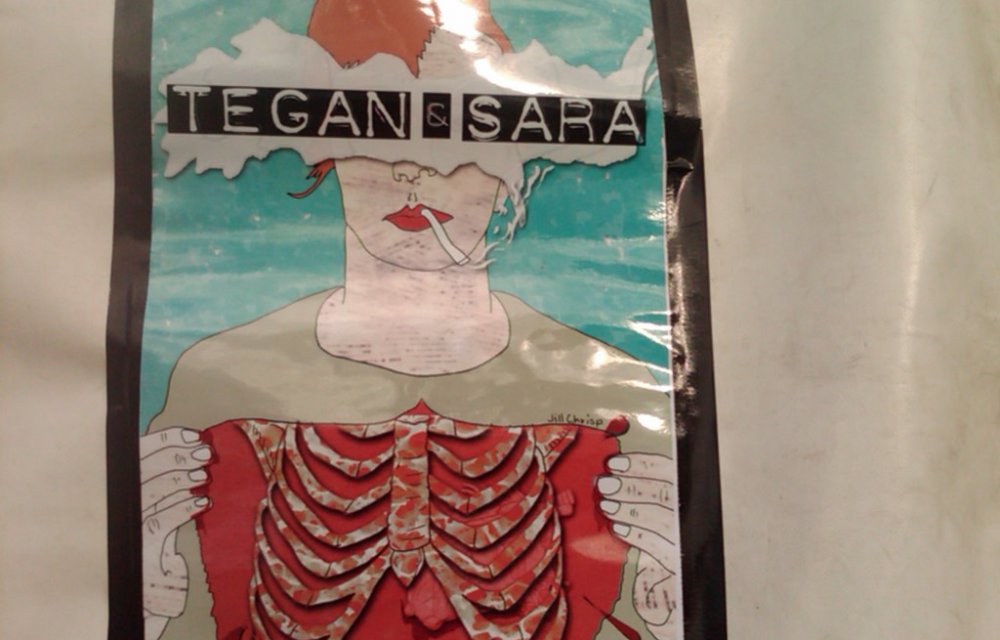 TEGAN & SARA
Jill Chrisp